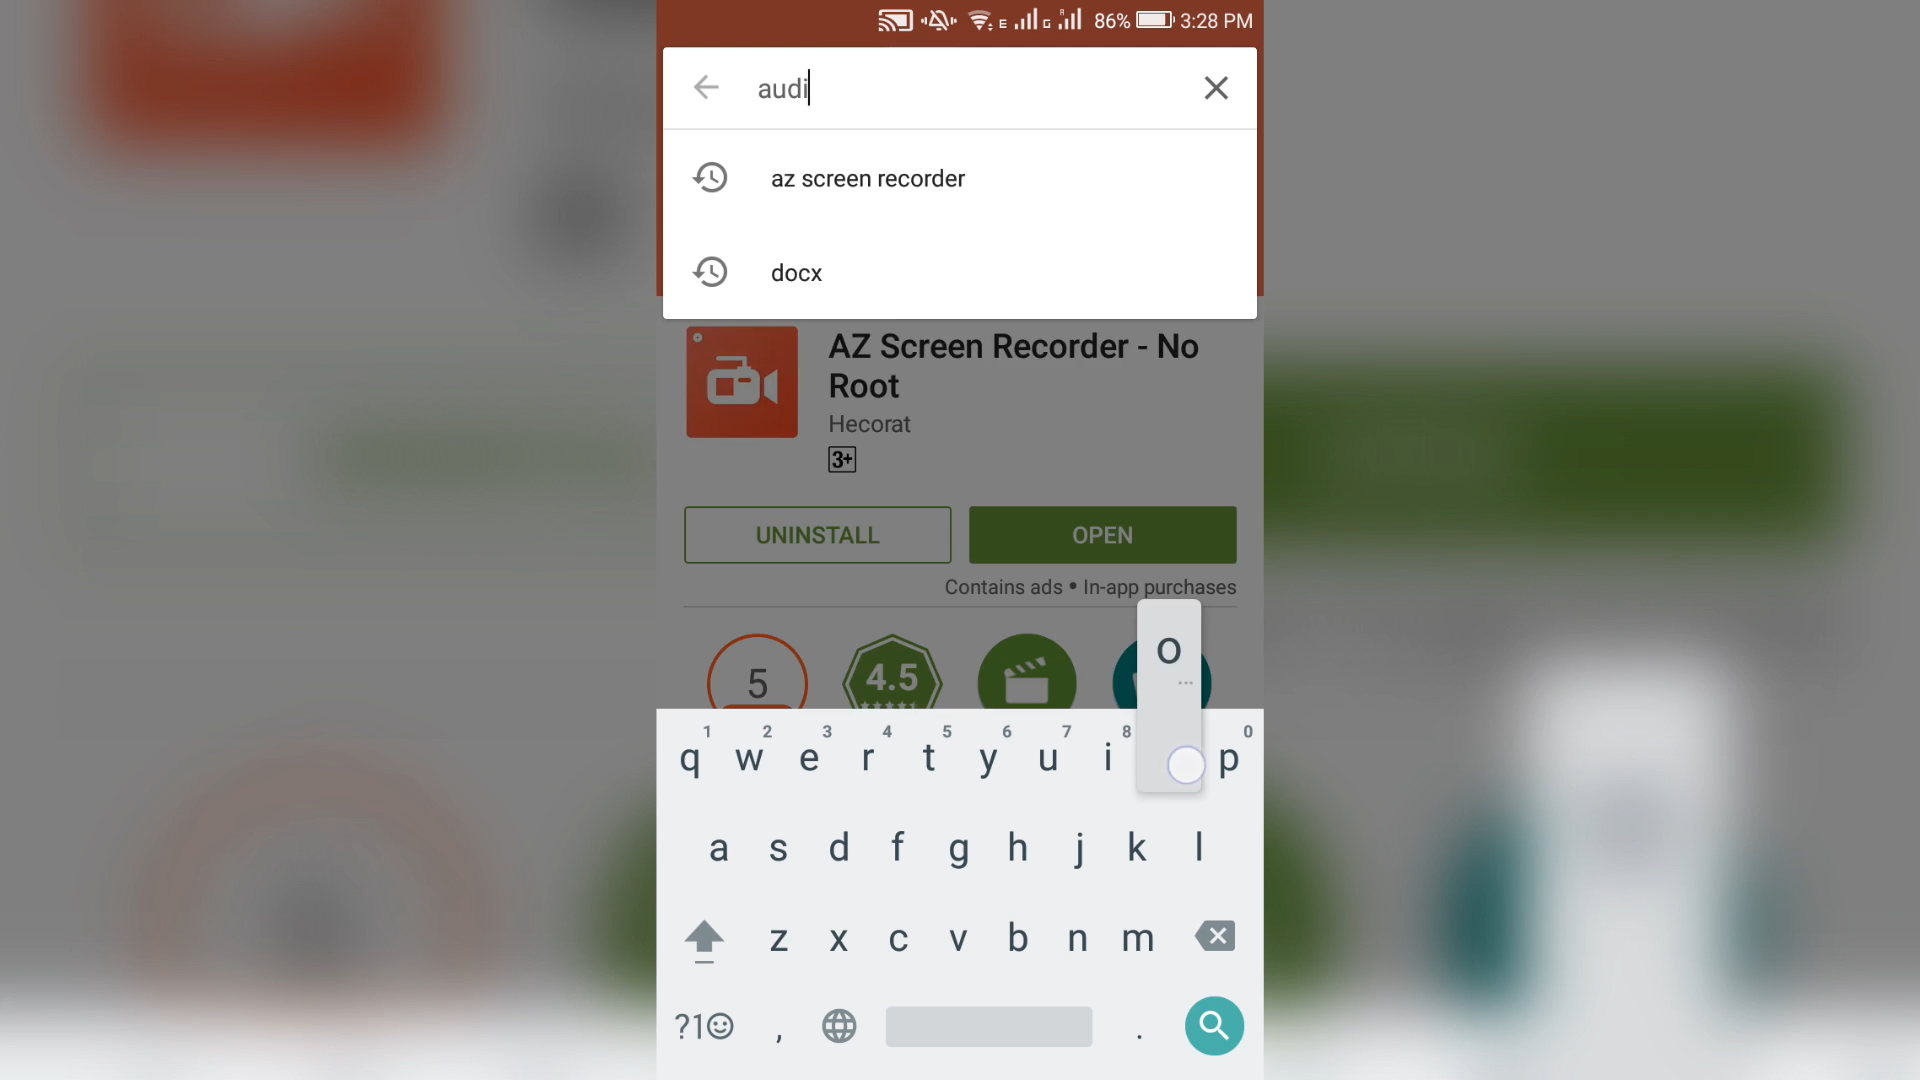 E G R 86% 3:28 PM
audi
az screen recorder
docx
AZ Screen Recorder - No
Root
Hecorat
3+
UNINSTALL OPEN
Contains ads • In-app purchases
5 4.5
o
...
1 2 3 4 5 6 7 8 0
q w e r t y u i p
a s d f g h j k l
z x c v b n m
?1☺ , .